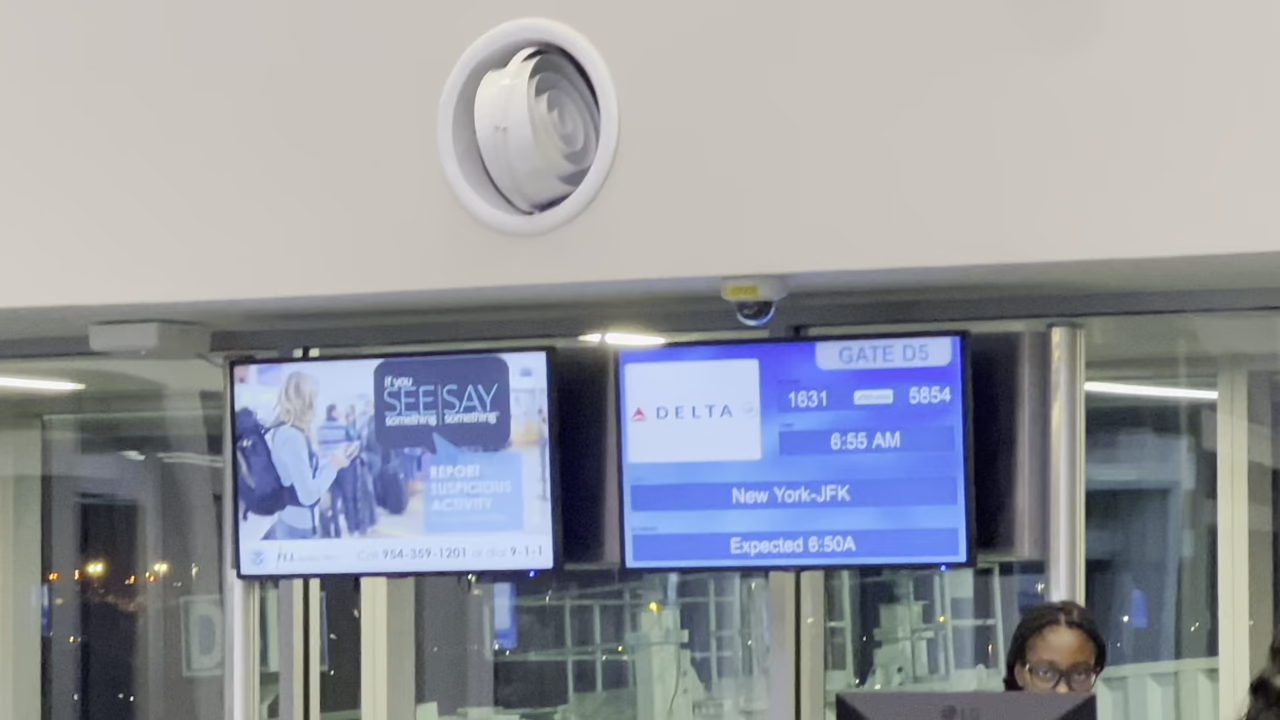 if you
SEE SAY
something something
REPORT
SUSPICIOUS
ACTIVITY
Call 954-359-1201 or dial 9-1-1
GATE D5
DELTA
1631 5854
6:55 AM
New York-JFK
Expected 6:50A
D
LG